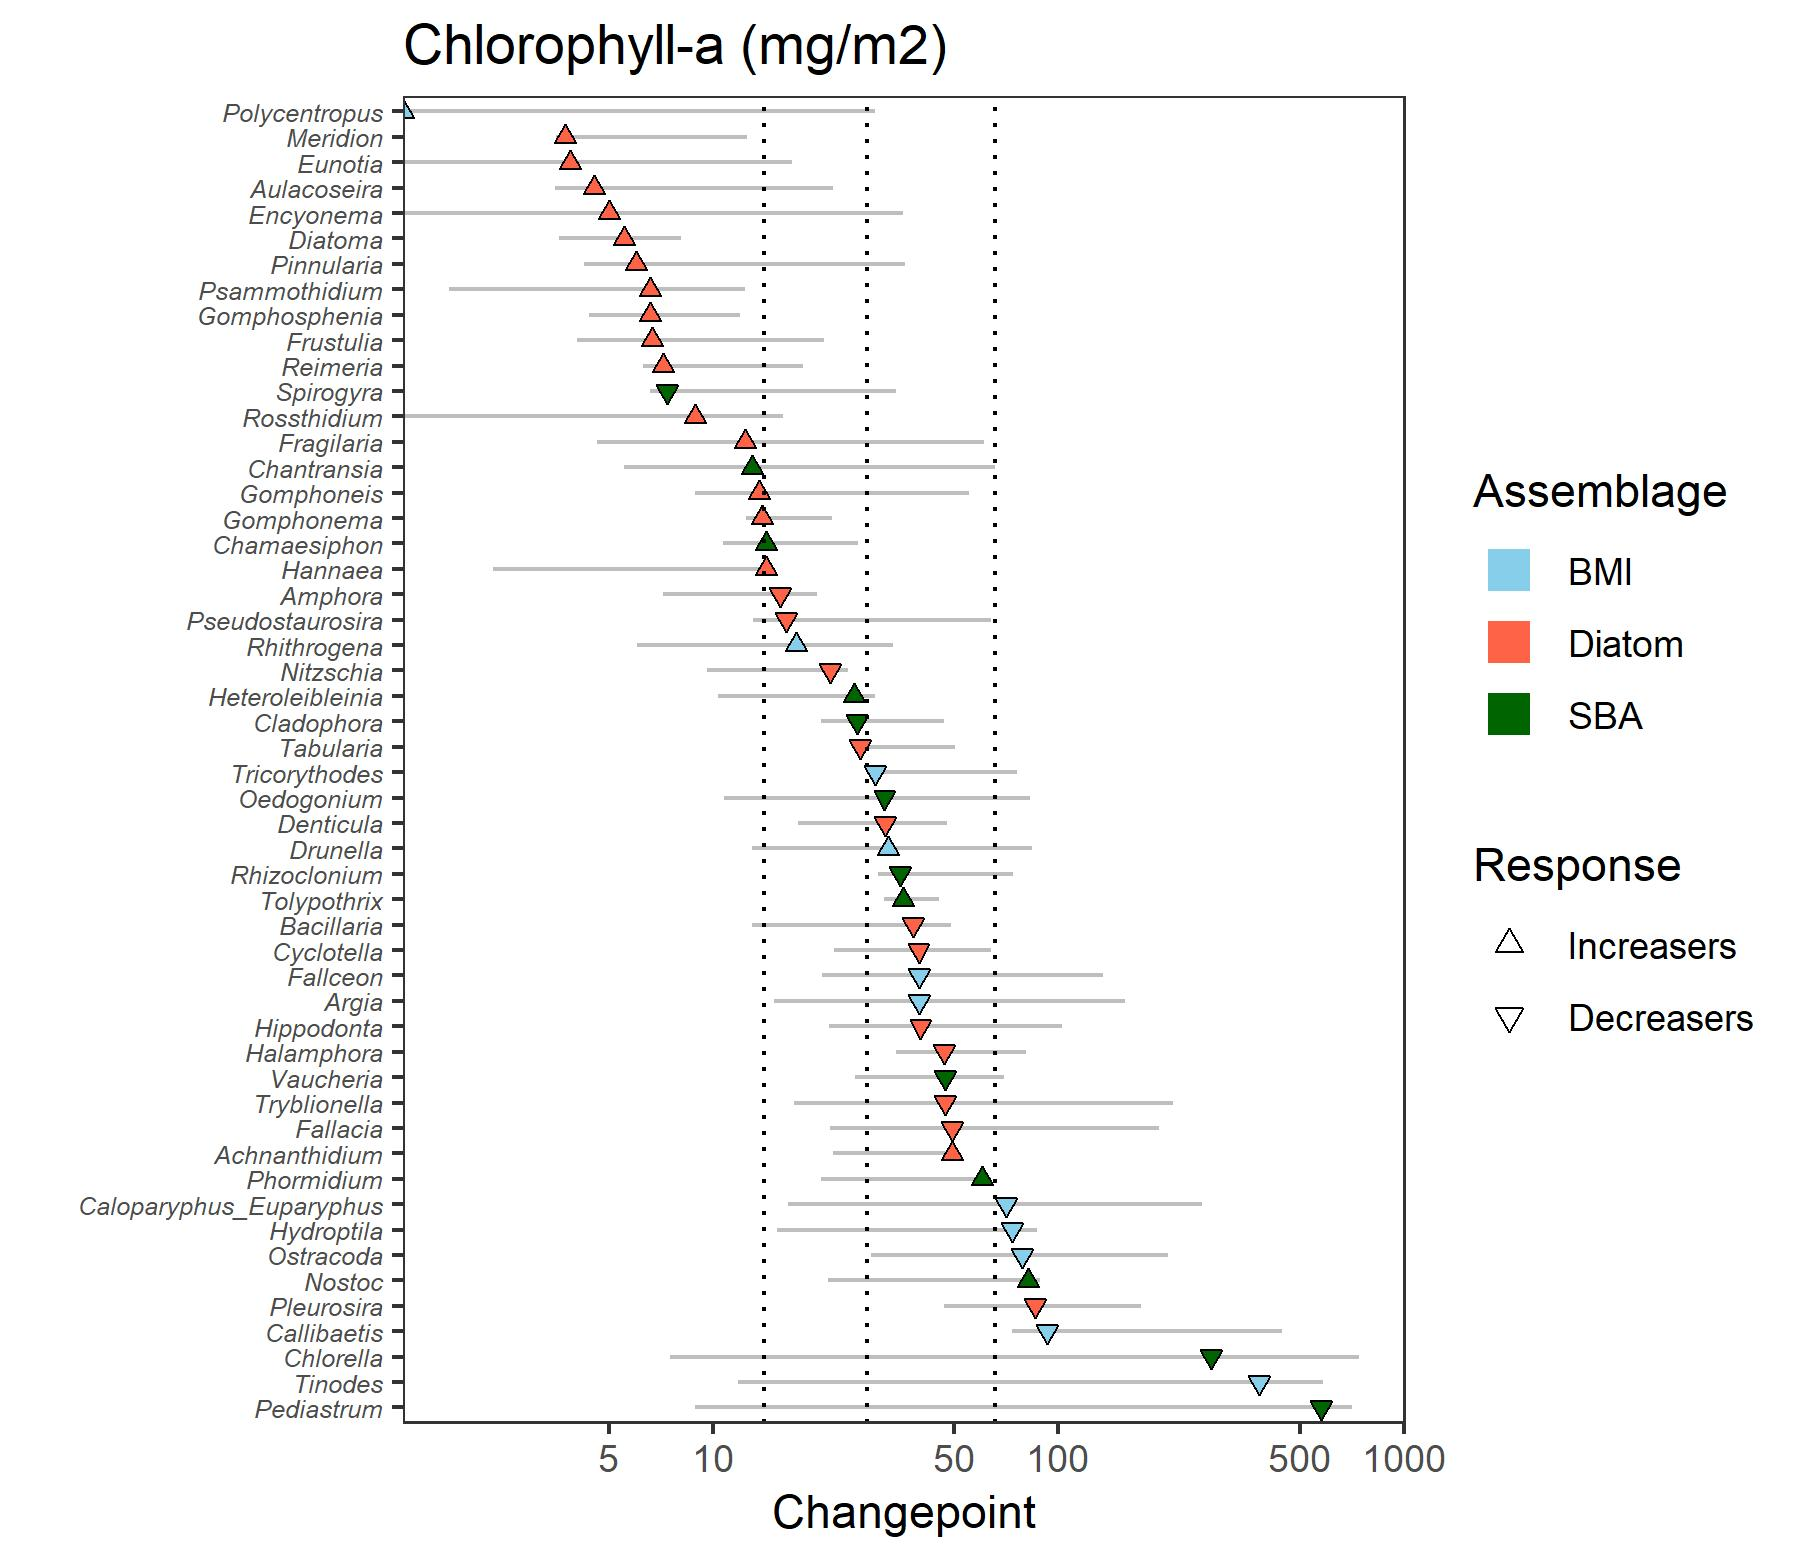 Chlorophyll-a (mg/m2)
Polycentropus
Meridion
Eunotia
Aulacoseira
Encyonema
Diatoma
Pinnularia
Psammothidium
Gomphosphenia
Frustulia
Reimeria
Spirogyra
Rossthidium
Fragilaria
Chantransia
Gomphoneis
Gomphonema
Chamaesiphon
Hannaea
Amphora
Pseudostaurosira
Rhithrogena
Nitzschia
Heteroleibleinia
Cladophora
Tabularia
Tricorythodes
Oedogonium
Denticula
Drunella
Rhizoclonium
Tolypothrix
Bacillaria
Cyclotella
Fallceon
Argia
Hippodonta
Halamphora
Vaucheria
Tryblionella
Fallacia
Achnanthidium
Phormidium
Caloparyphus_Euparyphus
Hydroptila
Ostracoda
Nostoc
Pleurosira
Callibaetis
Chlorella
Tinodes
Pediastrum
5 10 50 100 500 1000
Changepoint
Assemblage
BMI
Diatom
SBA
Response
Increasers
Decreasers